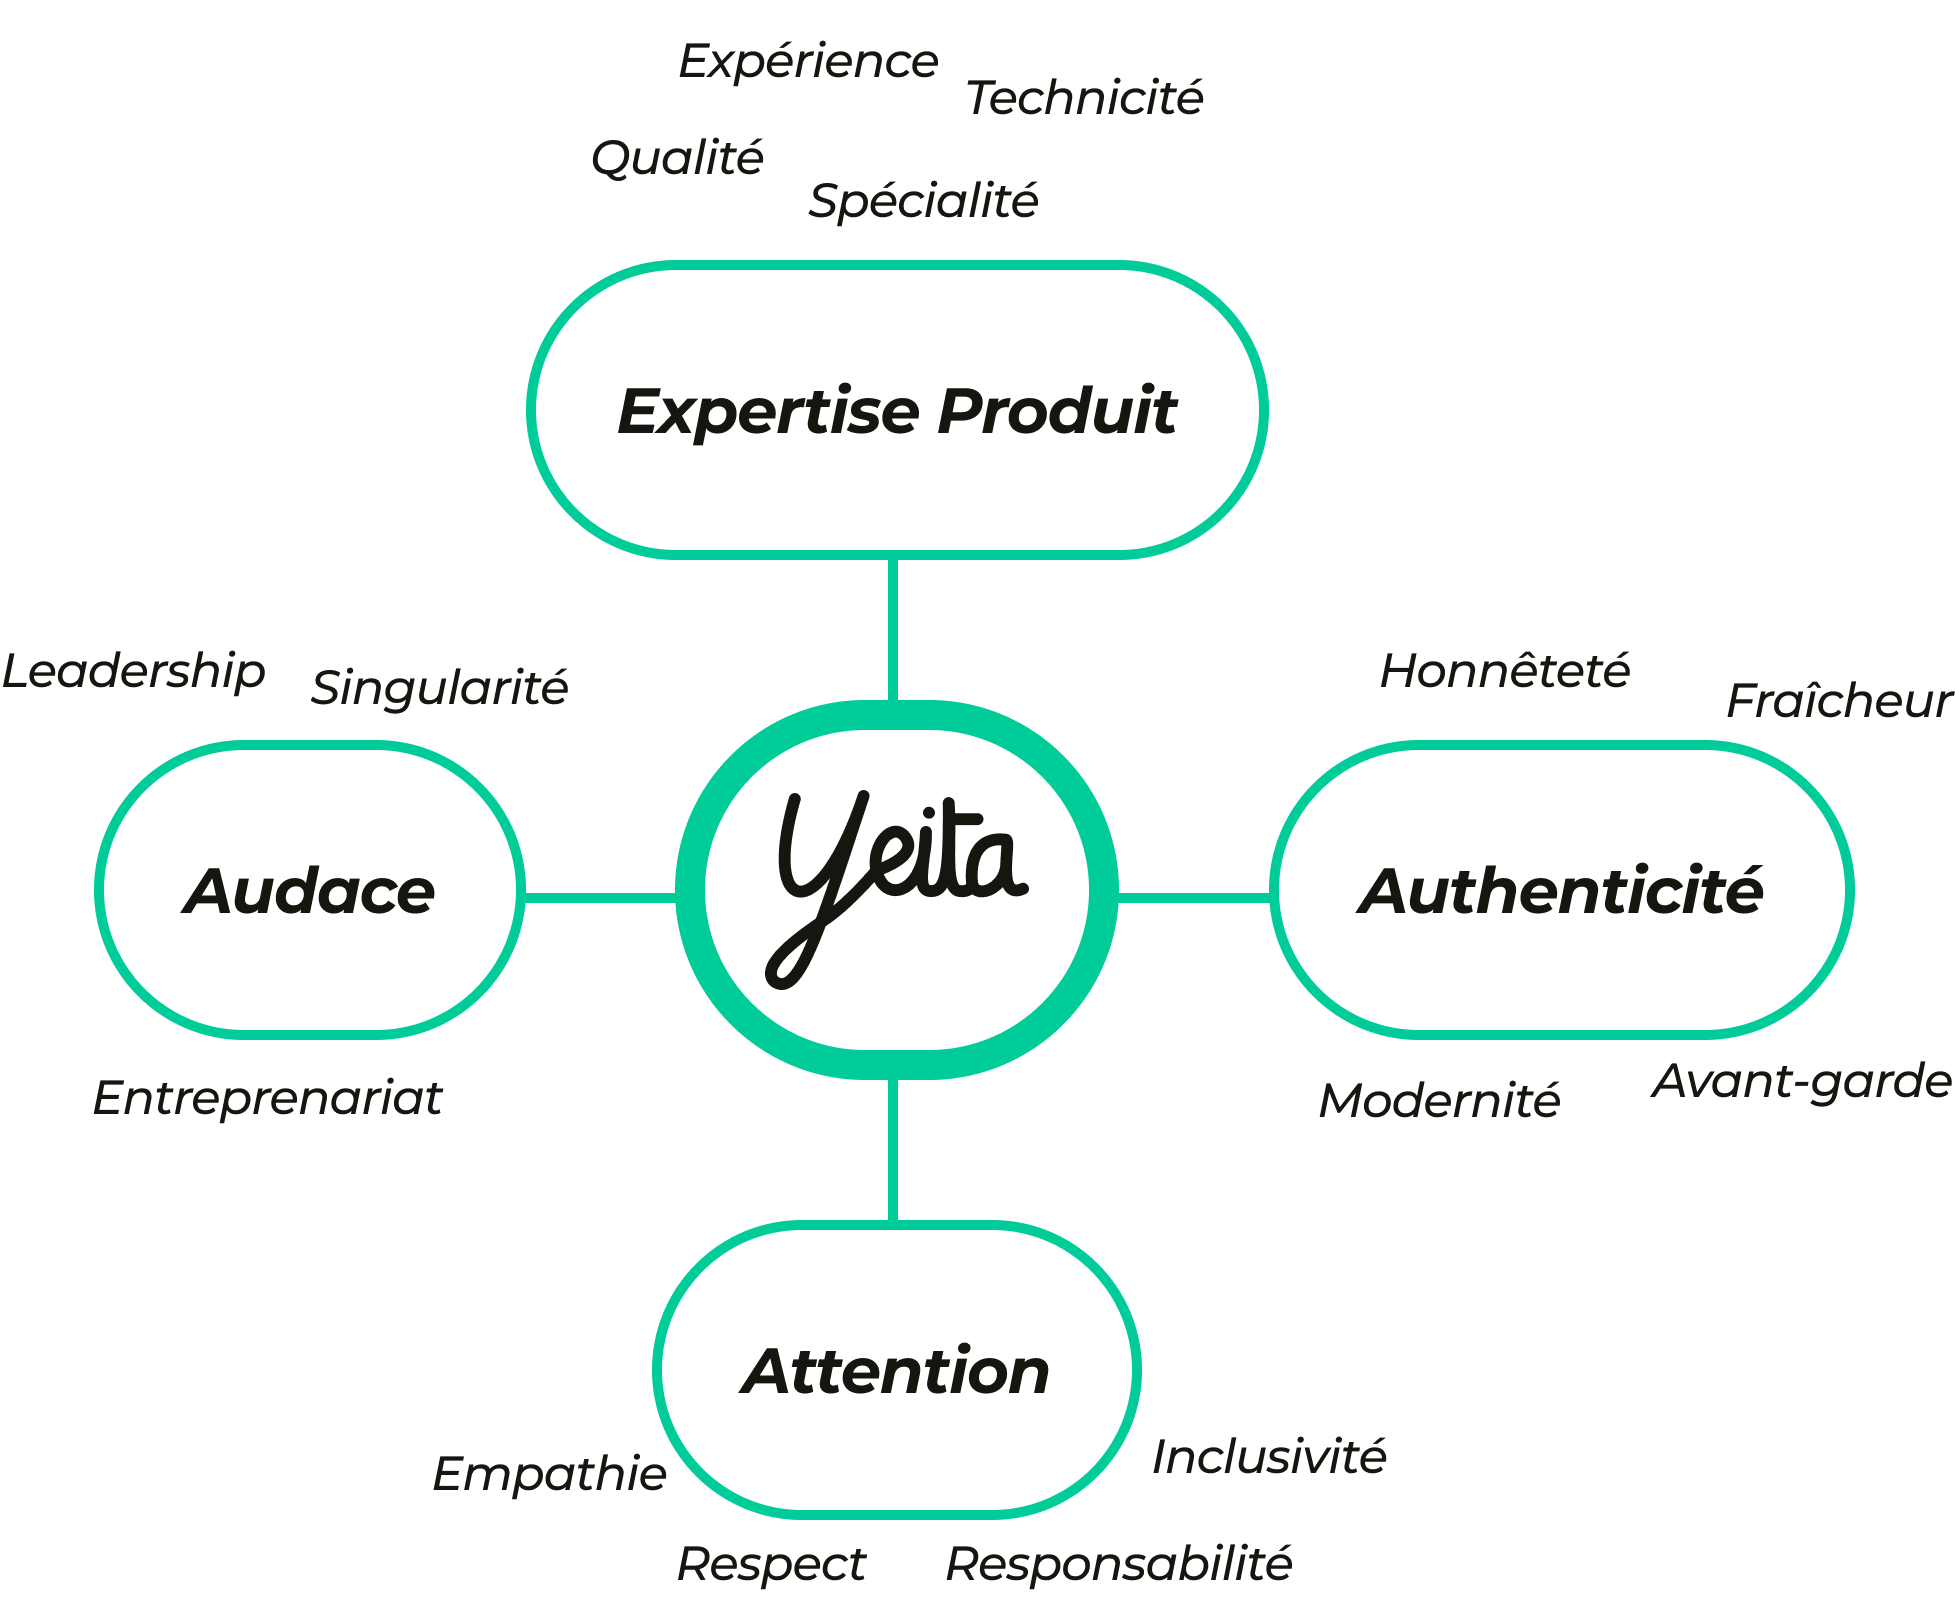 Expérience
Technicité
Qualité
Spécialité
Expertise Produit
Leadership
Singularité
Honnêteté
Fraîcheur
Audace
Yeita
Authenticité
Entreprenariat
Modernité
Avant-garde
Attention
Empathie
Inclusivité
Respect
Responsabilité